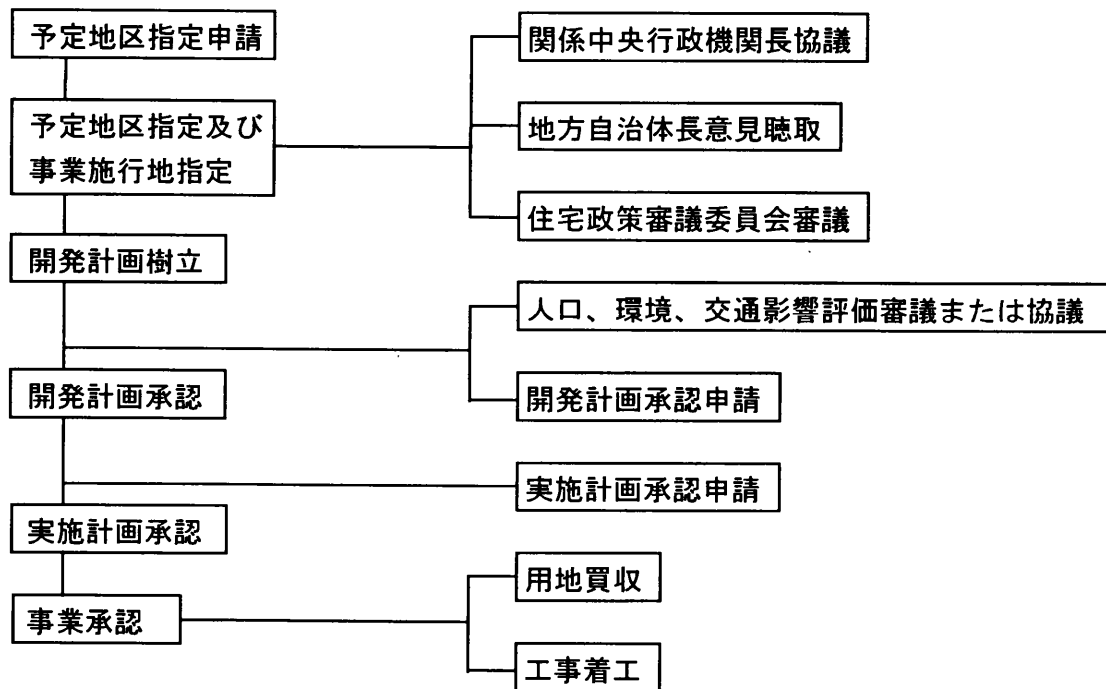 予定地区指定申請
関係中央行政機関長協議
予定地区指定及び
事業施行地指定
地方自治体長意見聴取
住宅政策審議委員会審議
開発計画樹立
人口、環境、交通影響評価審議または協議
開発計画承認
開発計画承認申請
実施計画承認申請
実施計画承認
用地買収
事業承認
工事着工